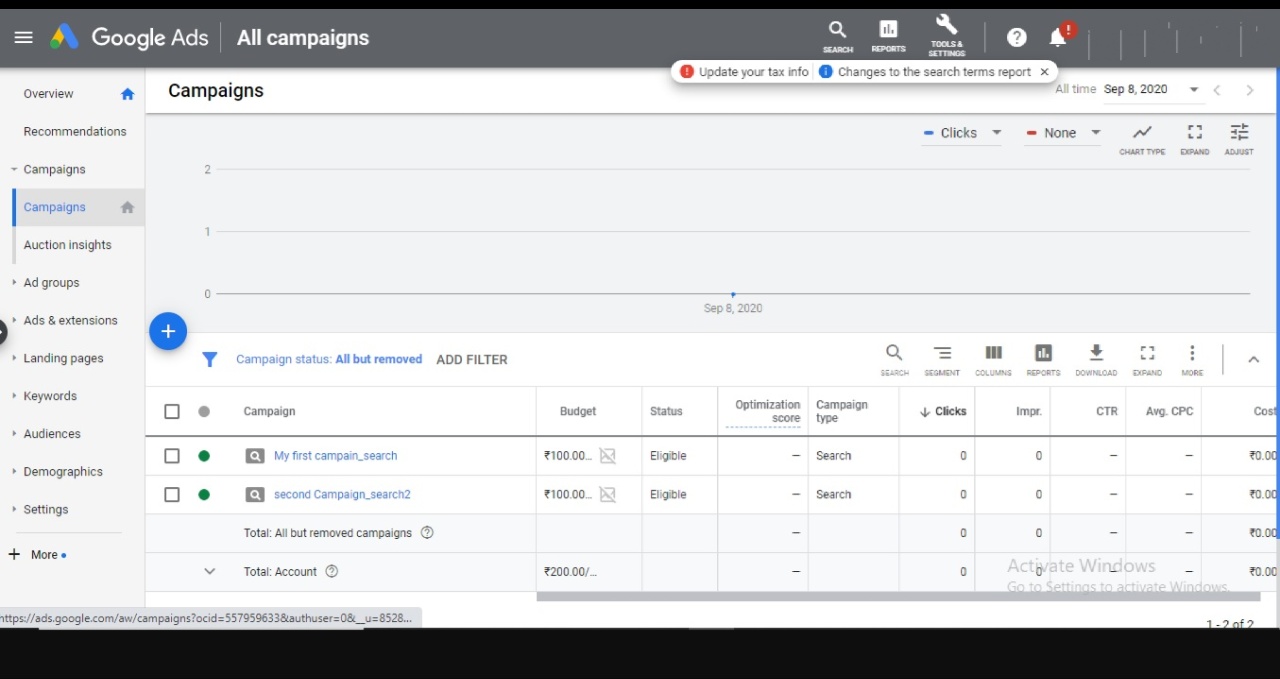 Google Ads
All campaigns
SEARCH
REPORTS
TOOLS & SETTINGS
Update your tax info
Changes to the search terms report
Overview
Recommendations
Campaigns
Campaigns
Auction insights
Ad groups
Ads & extensions
Landing pages
Keywords
Audiences
Demographics
Settings
More
Campaigns
All time Sep 8, 2020
Clicks
None
CHART TYPE
EXPAND
ADJUST
2
1
0
Sep 8, 2020
Campaign status: All but removed ADD FILTER
SEARCH
SEGMENT
COLUMNS
REPORTS
DOWNLOAD
EXPAND
MORE
Campaign Budget Status Optimization score Campaign type Clicks Impr. CTR Avg. CPC Cost
My first campain_search ₹100.00... Eligible – Search 0 0 – – ₹0.00
second Campaign_search2 ₹100.00... Eligible – Search 0 0 – – ₹0.00
Total: All but removed campaigns – 0 0 – – ₹0.00
Total: Account ₹200.00/... – 0 0 – – ₹0.00
Activate Windows
Go to Settings to activate Windows.
https://ads.google.com/aw/campaigns?ocid=557959633&authuser=0&__u=8528...
1 - 2 of 2